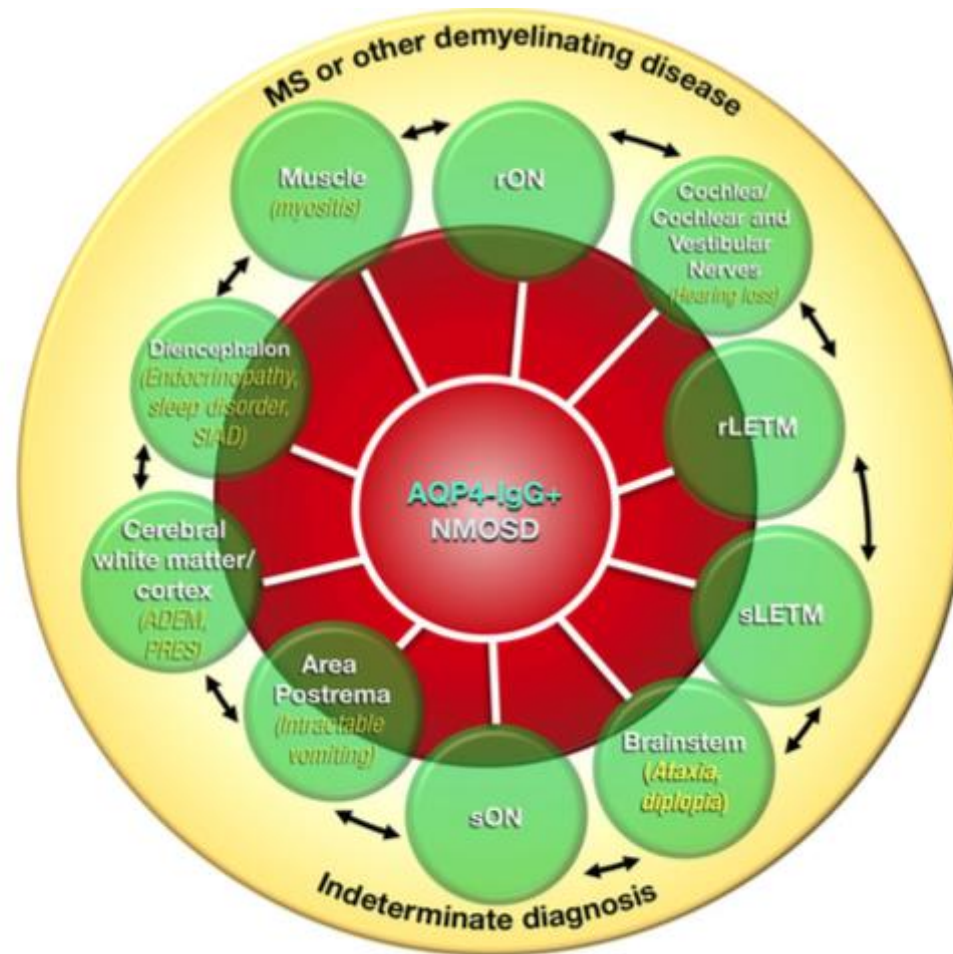 MS or other demyelinating disease
Muscle
(myositis)
rON
Cochlea/
Cochlear and
Vestibular
Nerves
(Hearing loss)
Diencephalon
(Endocrinopathy,
sleep disorder,
SIAD)
rLETM
AQP4-IgG+
NMOSD
Cerebral
white matter/
cortex
(ADEM,
PRES)
sLETM
Area
Postrema
(Intractable
vomiting)
Brainstem
(Ataxia,
diplopia)
sON
Indeterminate diagnosis